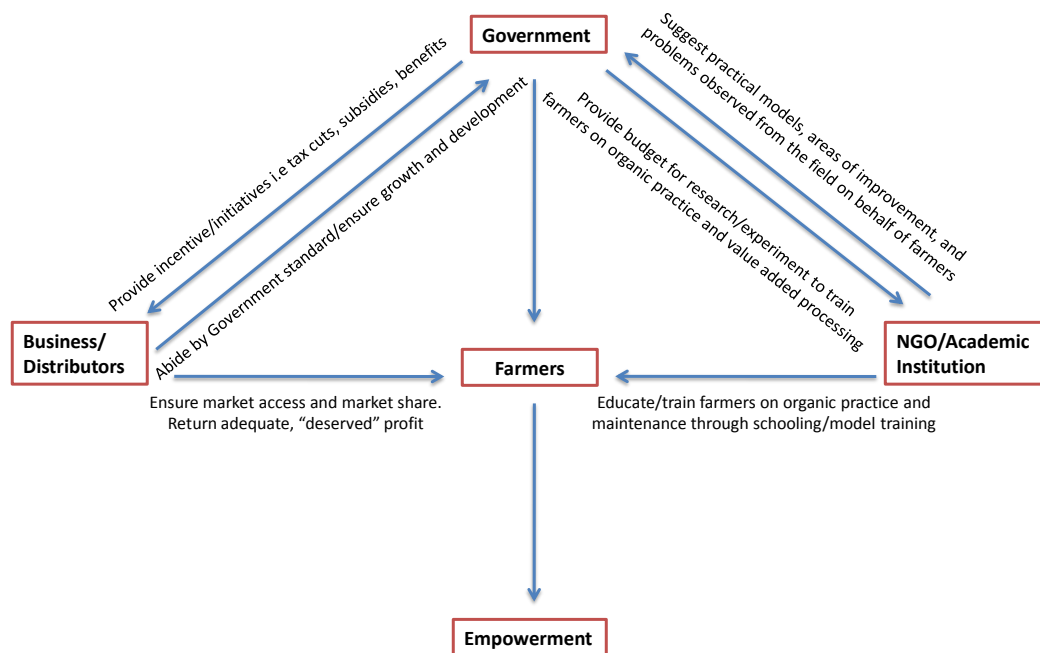 Government
Provide incentive/initiatives i.e tax cuts, subsidies, benefits
Abide by Government standard/ensure growth and development
Provide budget for research/experiment to train
farmers on organic practice and value added processing
Suggest practical models, areas of improvement, and
problems observed from the field on behalf of farmers
Business/
Distributors
Farmers
NGO/Academic
Institution
Ensure market access and market share.
Return adequate, “deserved” profit
Educate/train farmers on organic practice and
maintenance through schooling/model training
Empowerment